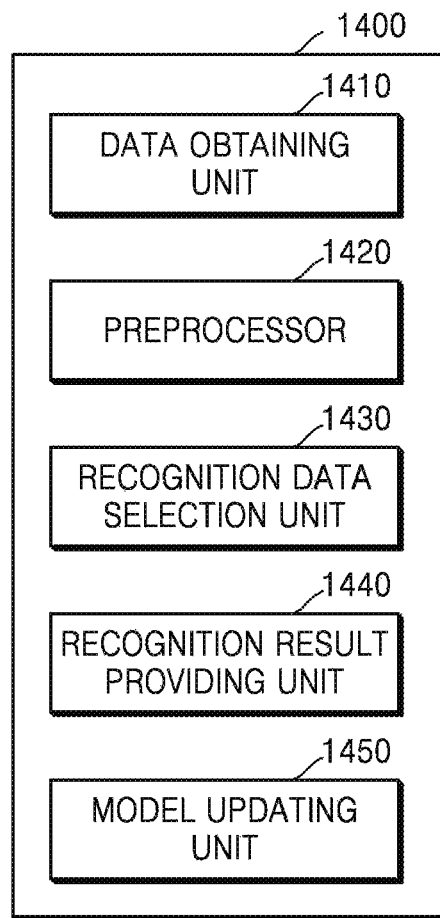 1400
1410
DATA OBTAINING
UNIT
1420
PREPROCESSOR
1430
RECOGNITION DATA
SELECTION UNIT
1440
RECOGNITION RESULT
PROVIDING UNIT
1450
MODEL UPDATING
UNIT